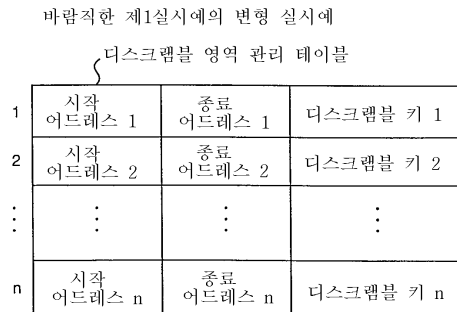 바람직한 제1실시예의 변형 실시예
디스크램블 영역 관리 테이블
1 시작 어드레스 1 종료 어드레스 1 디스크램블 키 1
2 시작 어드레스 2 종료 어드레스 2 디스크램블 키 2
⋮ ⋮ ⋮ ⋮
n 시작 어드레스 n 종료 어드레스 n 디스크램블 키 n